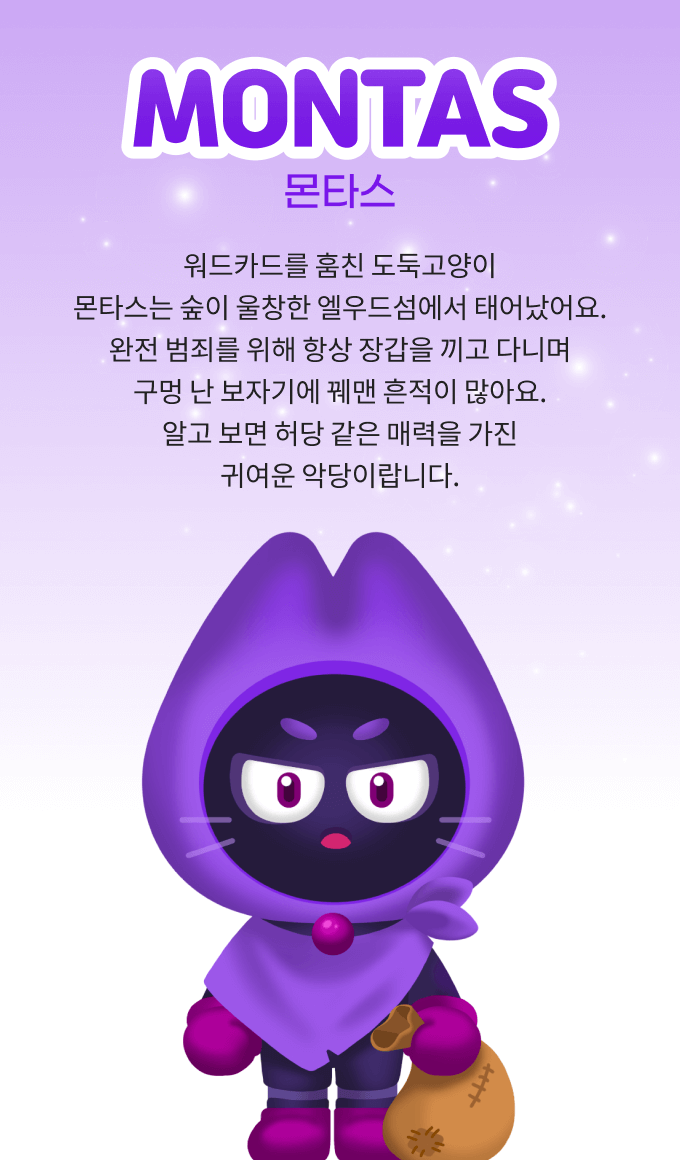 MONTAS
몬타스
워드카드를 훔친 도둑고양이
몬타스는 숲이 울창한 엘우드섬에서 태어났어요.
완전 범죄를 위해 항상 장갑을 끼고 다니며
구멍 난 보자기에 꿰맨 흔적이 많아요.
알고 보면 허당 같은 매력을 가진
귀여운 악당이랍니다.